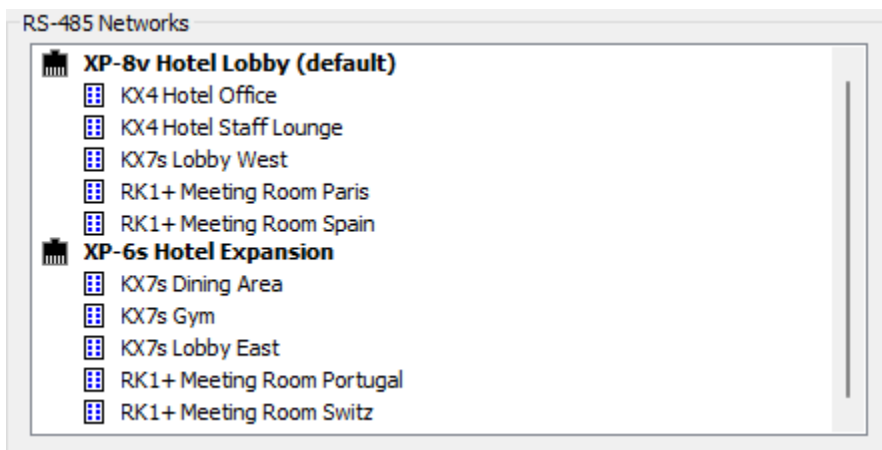 RS-485 Networks
XP-8v Hotel Lobby (default)
KX4 Hotel Office
KX4 Hotel Staff Lounge
KX7s Lobby West
RK1+ Meeting Room Paris
RK1+ Meeting Room Spain
XP-6s Hotel Expansion
KX7s Dining Area
KX7s Gym
KX7s Lobby East
RK1+ Meeting Room Portugal
RK1+ Meeting Room Switz